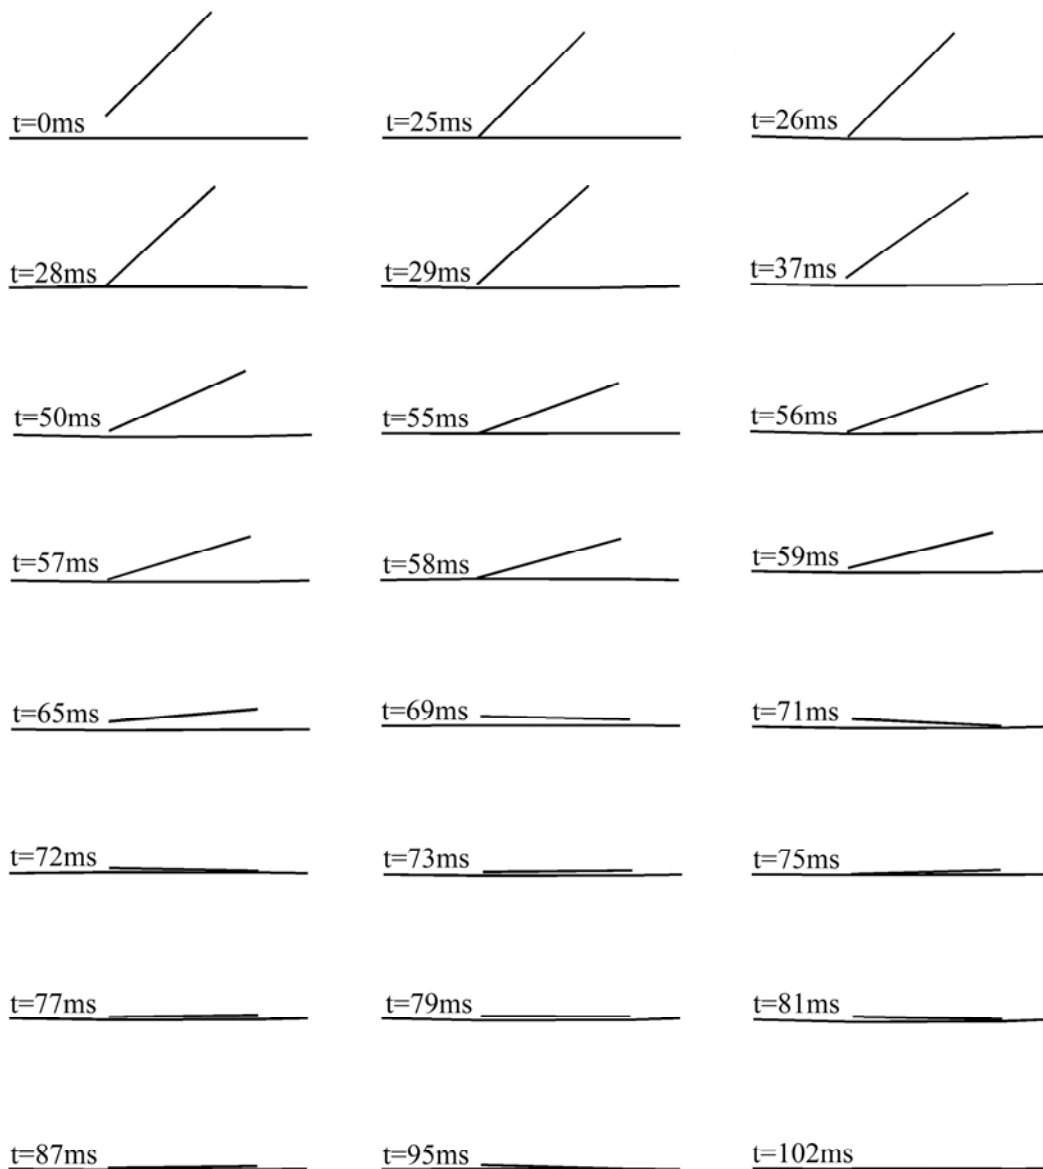 t=0ms t=25ms t=26ms
t=28ms t=29ms t=37ms
t=50ms t=55ms t=56ms
t=57ms t=58ms t=59ms
t=65ms t=69ms t=71ms
t=72ms t=73ms t=75ms
t=77ms t=79ms t=81ms
t=87ms t=95ms t=102ms